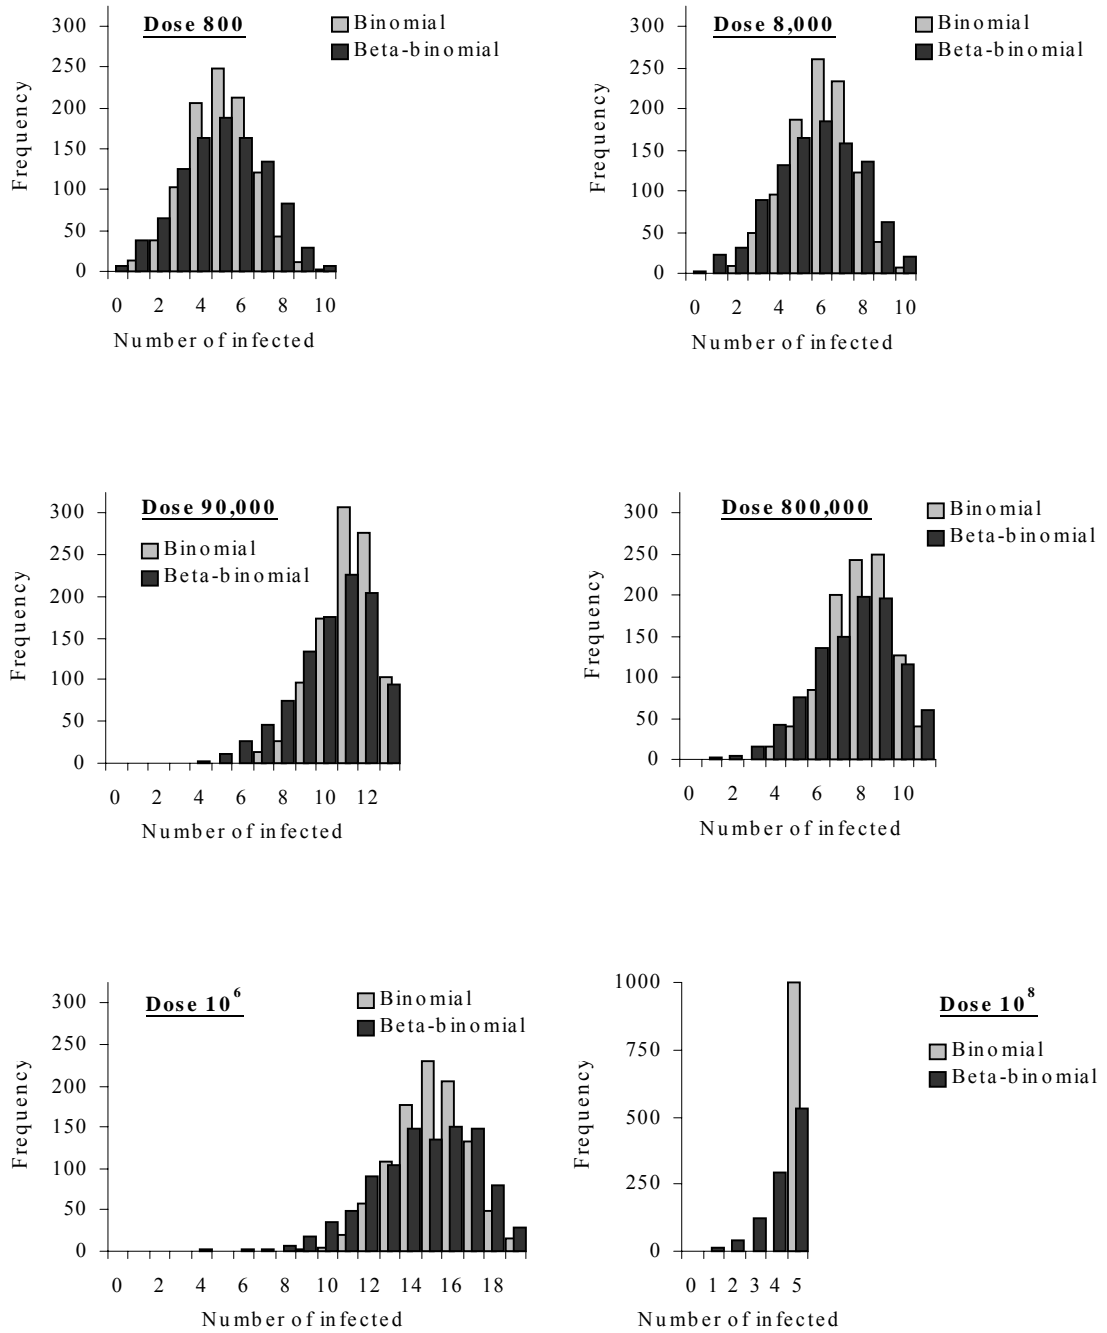 Dose 800
Binomial
Beta-binomial
Frequency
300
250
200
150
100
50
0
0 2 4 6 8 10
Number of infected
Dose 8,000
Binomial
Beta-binomial
Frequency
300
250
200
150
100
50
0
0 2 4 6 8 10
Number of infected
Dose 90,000
Binomial
Beta-binomial
Frequency
300
250
200
150
100
50
0
0 2 4 6 8 10 12
Number of infected
Dose 800,000
Binomial
Beta-binomial
Frequency
300
250
200
150
100
50
0
0 2 4 6 8 10
Number of infected
Dose 10^6
Binomial
Beta-binomial
Frequency
300
250
200
150
100
50
0
0 2 4 6 8 10 12 14 16 18
Number of infected
Dose 10^8
Binomial
Beta-binomial
Frequency
1000
750
500
250
0
0 1 2 3 4 5
Number of infected